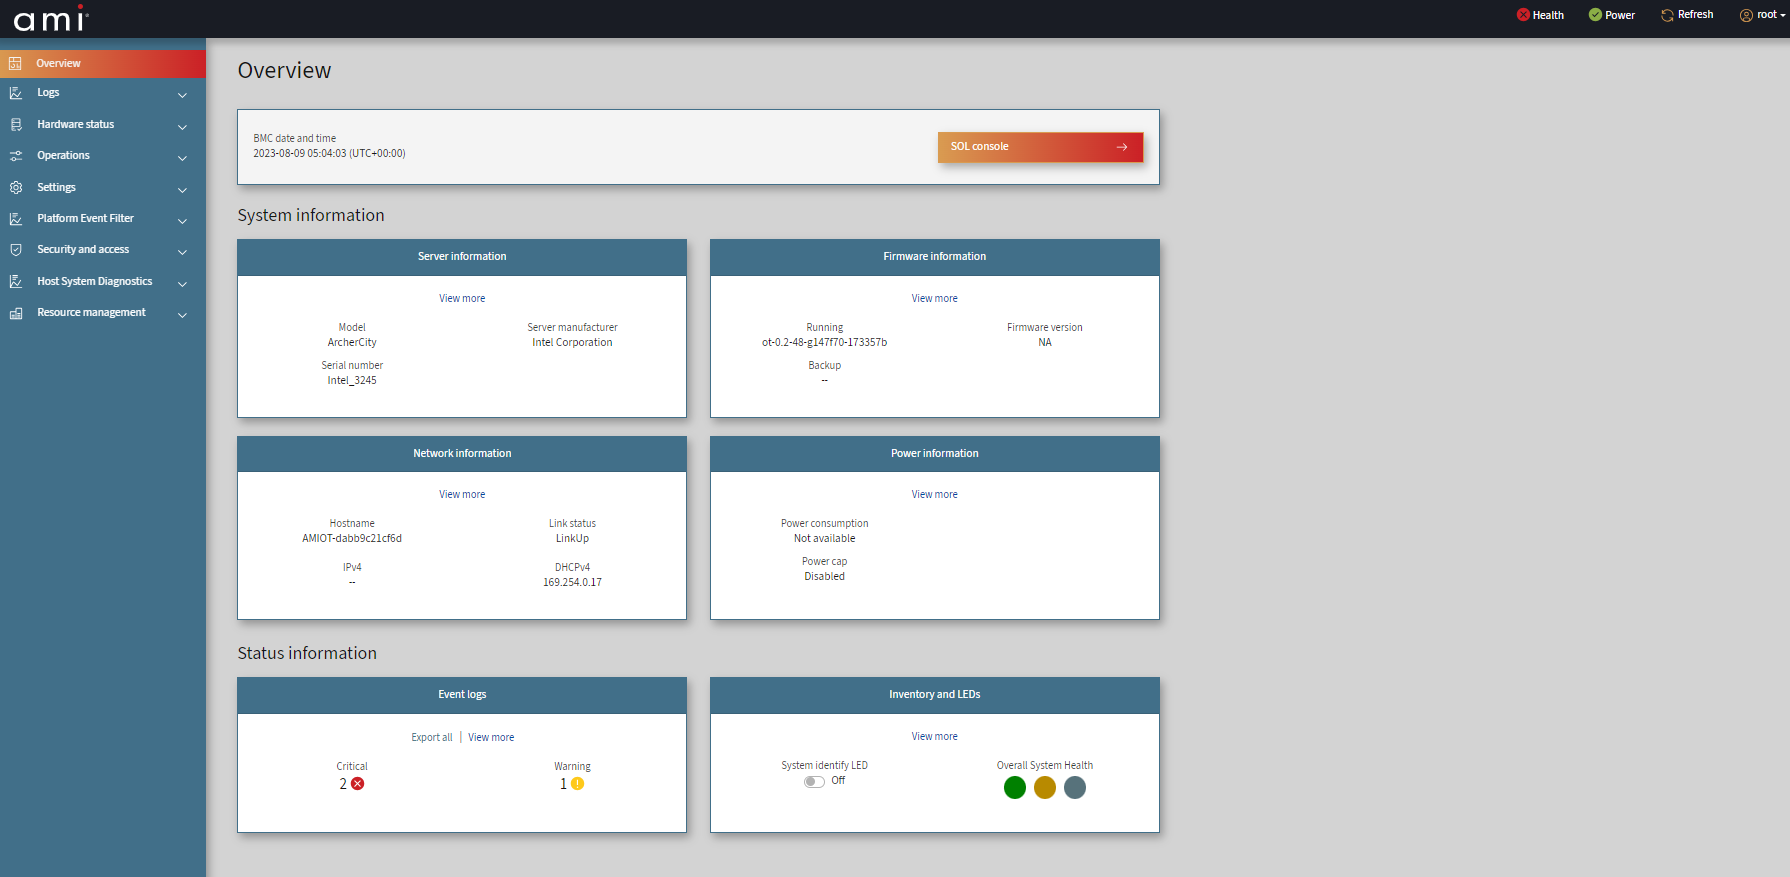 ami
Health
Power
Refresh
root
Overview
Logs
Hardware status
Operations
Settings
Platform Event Filter
Security and access
Host System Diagnostics
Resource management
Overview
BMC date and time
2023-08-09 05:04:03 (UTC+00:00)
SOL console
System information
Server information
View more
Model
ArcherCity
Server manufacturer
Intel Corporation
Serial number
Intel_3245
Firmware information
View more
Running
ot-0.2-48-g147f70-173357b
Firmware version
NA
Backup
--
Network information
View more
Hostname
AMIOT-dabb9c21cf6d
Link status
LinkUp
IPv4
--
DHCPv4
169.254.0.17
Power information
View more
Power consumption
Not available
Power cap
Disabled
Status information
Event logs
Export all | View more
Critical
2
Warning
1
Inventory and LEDs
View more
System identify LED
Off
Overall System Health